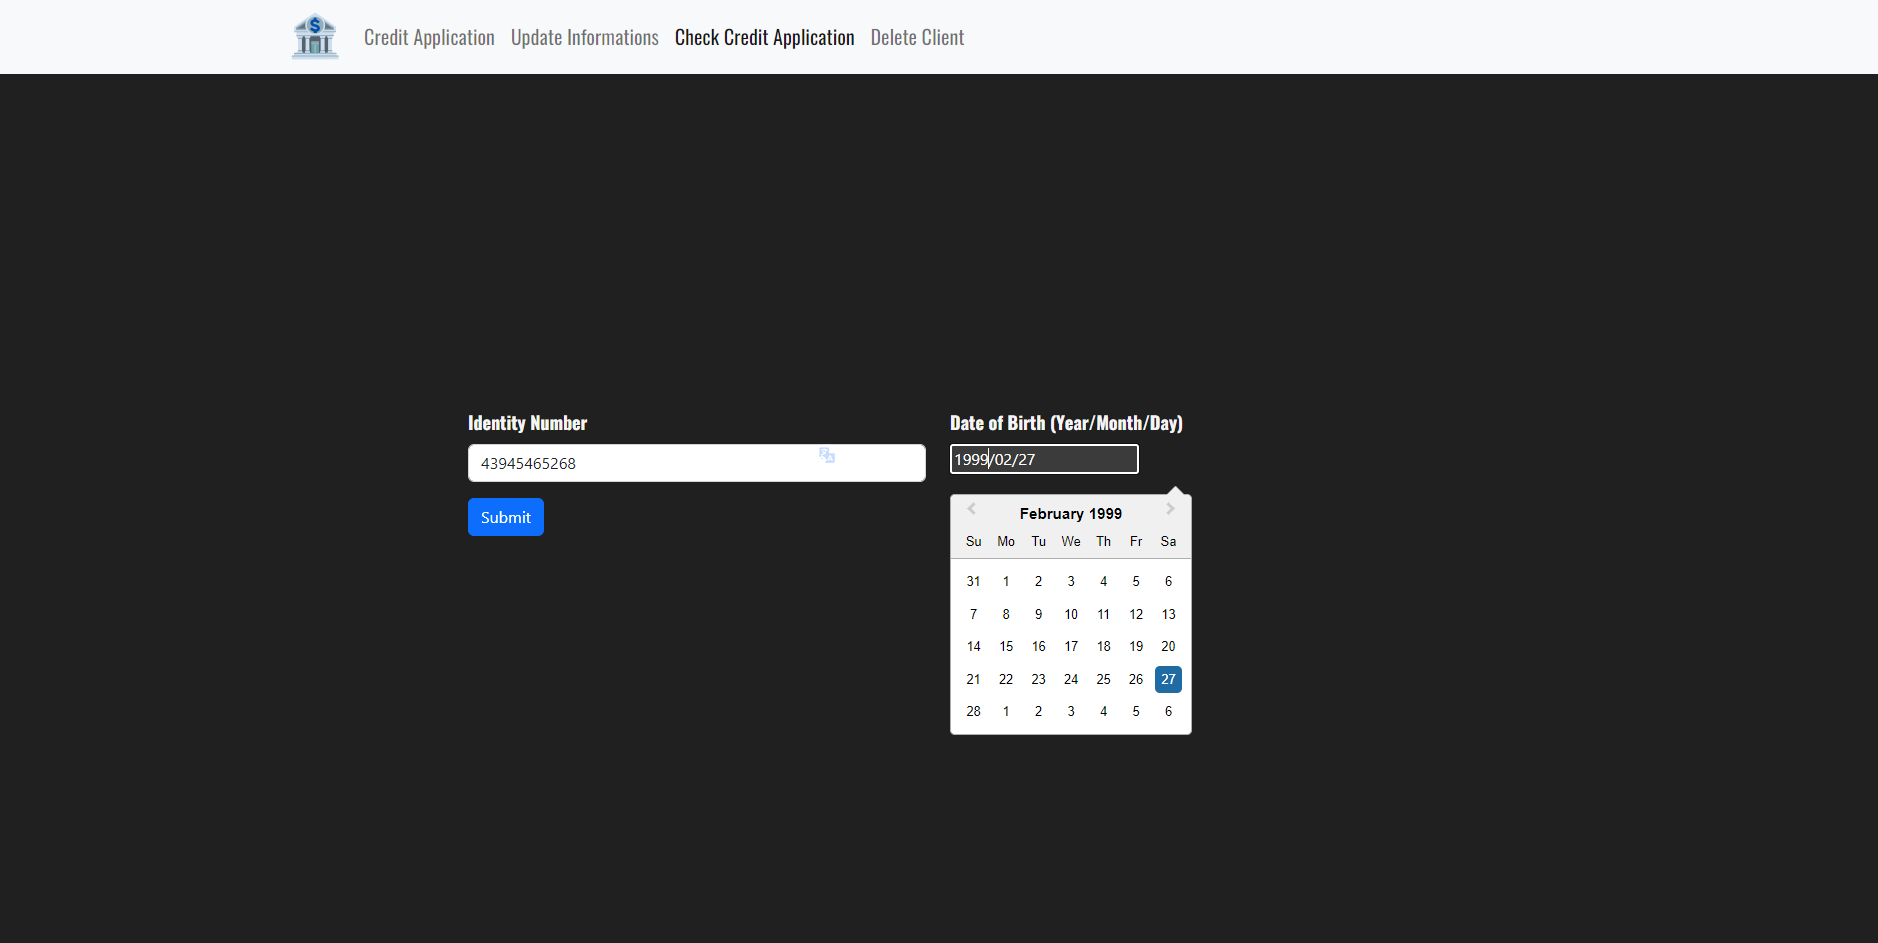 $
Credit Application Update Informations Check Credit Application Delete Client
Identity Number
43945465268
Submit
Date of Birth (Year/Month/Day)
1999/02/27
February 1999
Su Mo Tu We Th Fr Sa
31 1 2 3 4 5 6
7 8 9 10 11 12 13
14 15 16 17 18 19 20
21 22 23 24 25 26 27
28 1 2 3 4 5 6